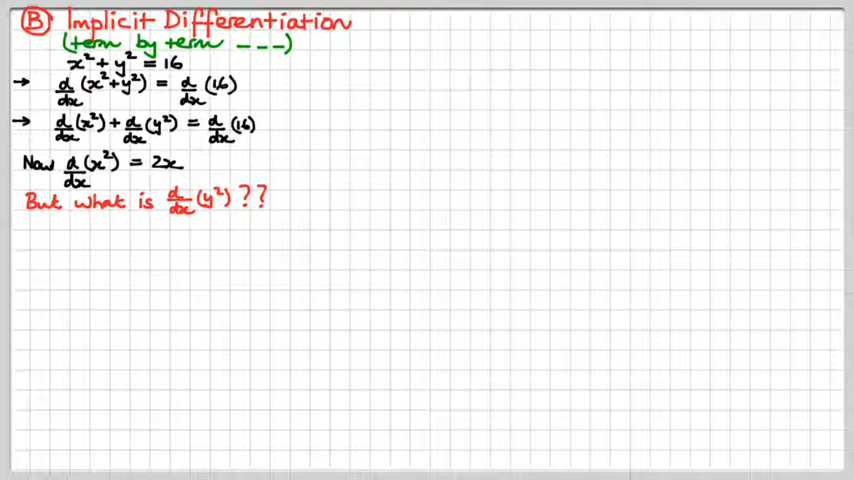 Ⓑ Implicit Differentiation
(term by term ---)
x² + y² = 16
→ d/dx (x² + y²) = d/dx (16)
→ d/dx (x²) + d/dx (y²) = d/dx (16)
Now d/dx (x²) = 2x
But what is d/dx (y²) ??